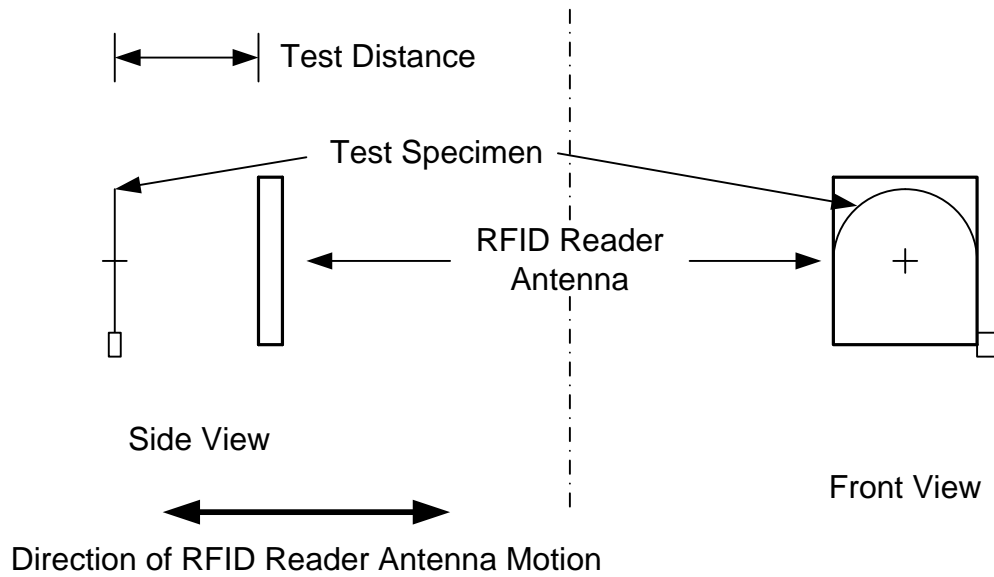 Test Distance
Test Specimen
RFID Reader
Antenna
Side View
Front View
Direction of RFID Reader Antenna Motion